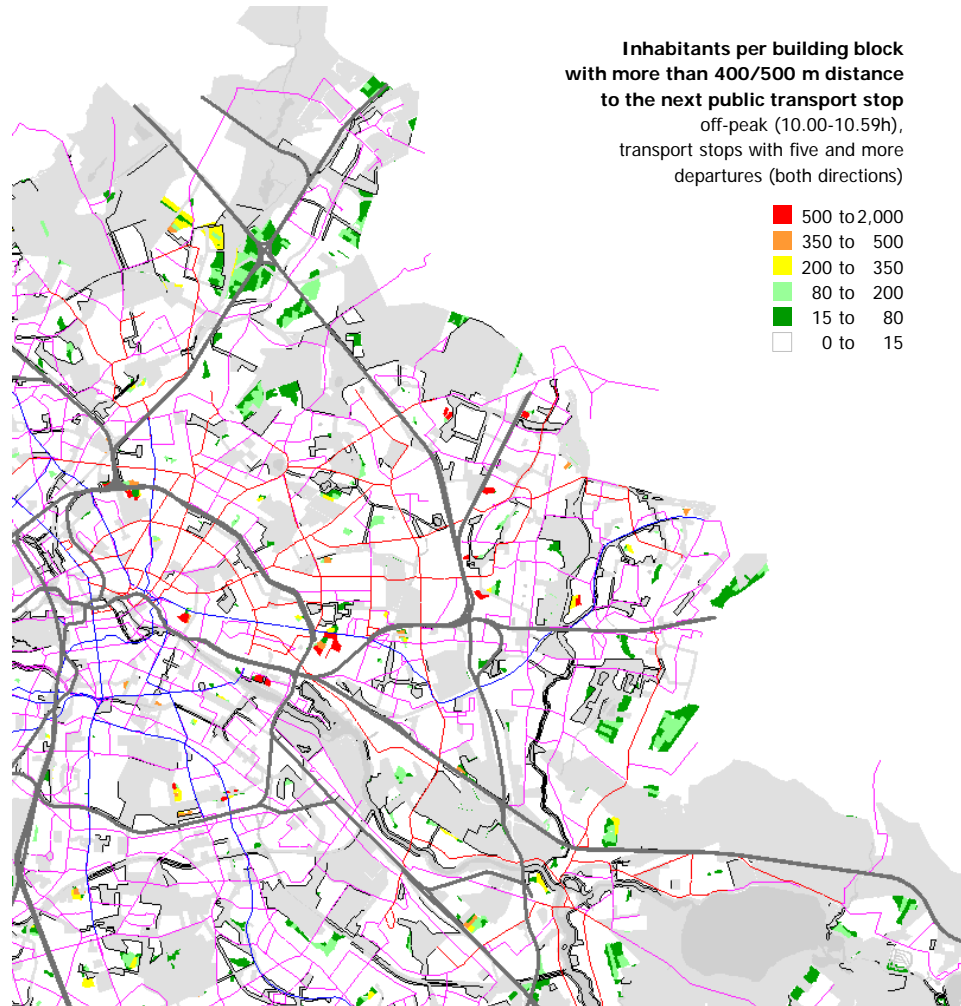 Inhabitants per building block
with more than 400/500 m distance
to the next public transport stop
off-peak (10.00-10.59h),
transport stops with five and more
departures (both directions)
500 to 2,000
350 to 500
200 to 350
80 to 200
15 to 80
0 to 15